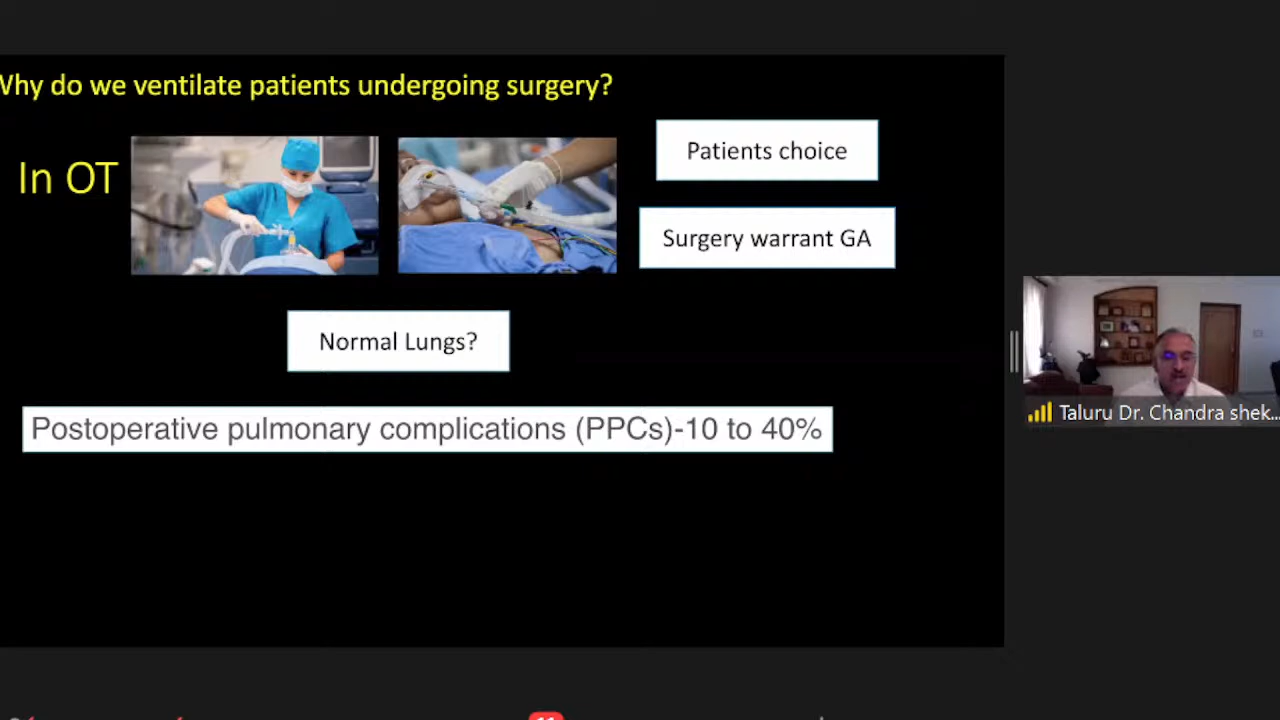 Why do we ventilate patients undergoing surgery?
In OT
Patients choice
Surgery warrant GA
Normal Lungs?
Postoperative pulmonary complications (PPCs)-10 to 40%
Taluru Dr. Chandra shek...